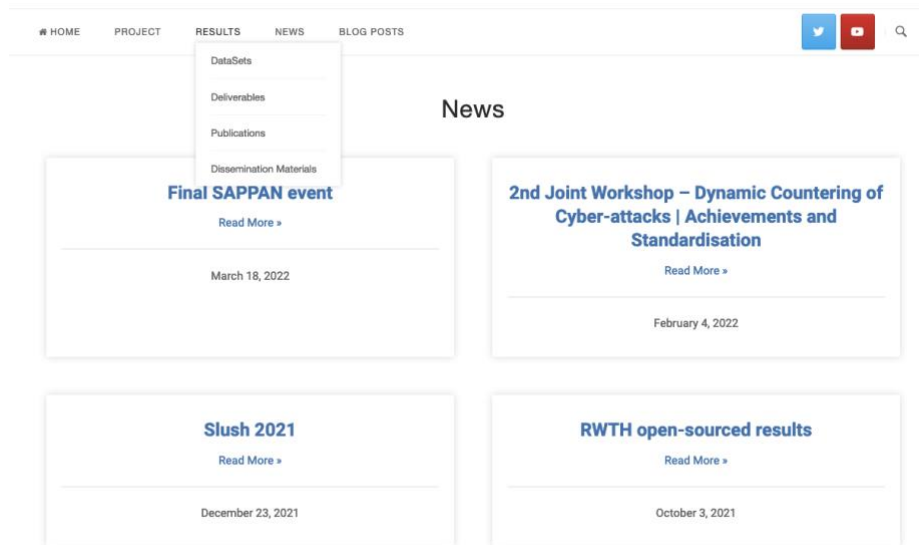 HOME PROJECT RESULTS NEWS BLOG POSTS
DataSets
Deliverables
Publications
Dissemination Materials
News
Final SAPPAN event
Read More »
March 18, 2022
2nd Joint Workshop – Dynamic Countering of
Cyber-attacks | Achievements and
Standardisation
Read More »
February 4, 2022
Slush 2021
Read More »
December 23, 2021
RWTH open-sourced results
Read More »
October 3, 2021